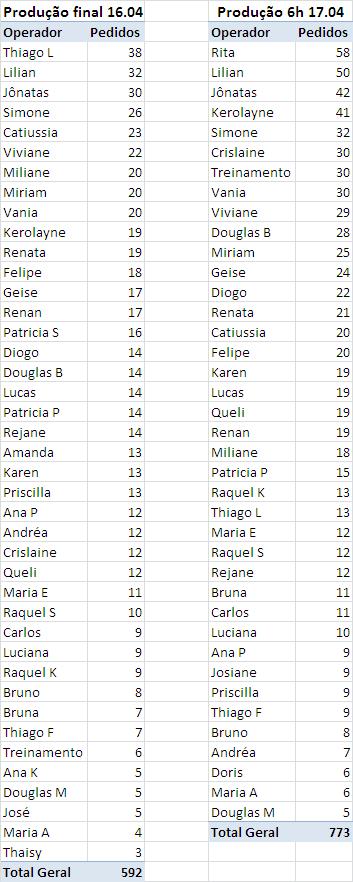 Produção final 16.04 Produção 6h 17.04
Operador Pedidos Operador Pedidos
Thiago L 38 Rita 58
Lilian 32 Lilian 50
Jônatas 30 Jônatas 42
Simone 26 Kerolayne 41
Catiussia 23 Simone 32
Viviane 22 Crislaine 30
Miliane 20 Treinamento 30
Miriam 20 Vania 30
Vania 20 Viviane 29
Kerolayne 19 Douglas B 28
Renata 19 Miriam 25
Felipe 18 Geise 24
Geise 17 Diogo 22
Renan 17 Renata 21
Patricia S 16 Catiussia 20
Diogo 14 Felipe 20
Douglas B 14 Karen 19
Lucas 14 Lucas 19
Patricia P 14 Queli 19
Rejane 14 Renan 19
Amanda 13 Miliane 18
Karen 13 Patricia P 15
Priscilla 13 Raquel K 13
Ana P 12 Thiago L 13
Andréa 12 Maria E 12
Crislaine 12 Raquel S 12
Queli 12 Rejane 12
Maria E 11 Bruna 11
Raquel S 10 Carlos 11
Carlos 9 Luciana 10
Luciana 9 Ana P 9
Raquel K 9 Josiane 9
Bruno 8 Priscilla 9
Bruna 7 Thiago F 9
Thiago F 7 Bruno 8
Treinamento 6 Andréa 7
Ana K 5 Doris 6
Douglas M 5 Maria A 6
José 5 Douglas M 5
Maria A 4 Total Geral 773
Thaisy 3
Total Geral 592